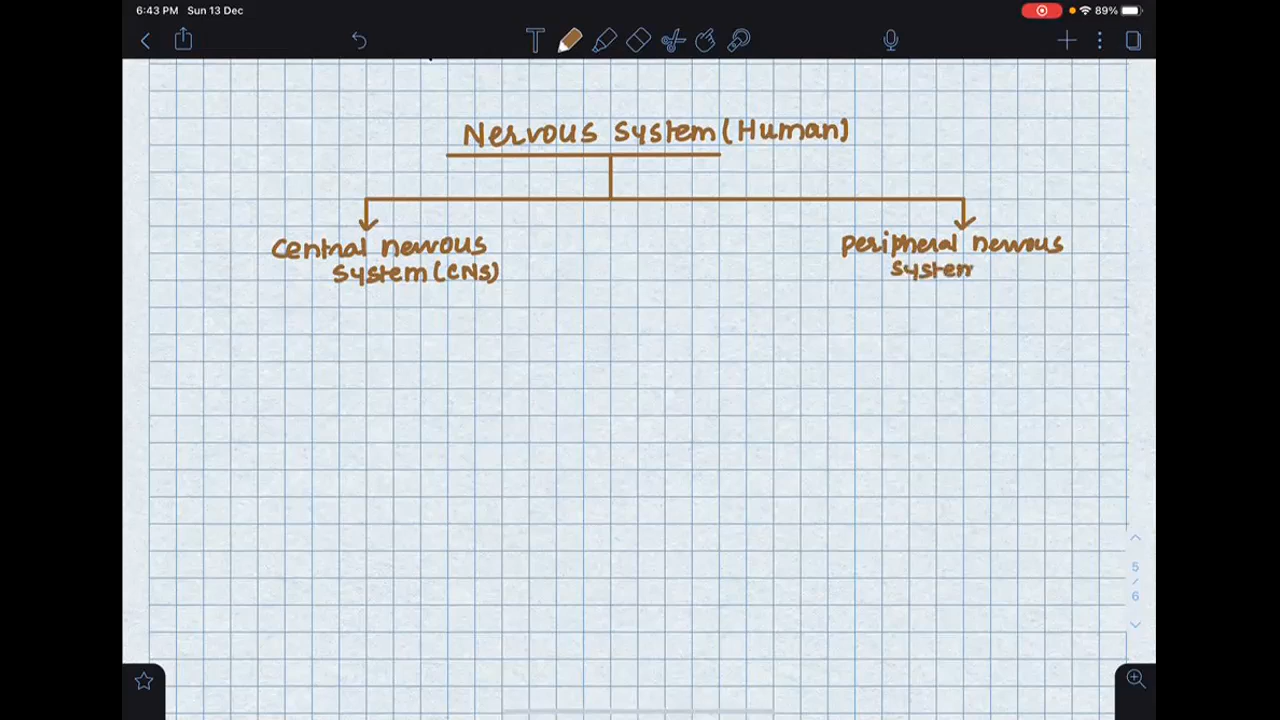 6:43 PM Sun 13 Dec
89%
Nervous System (Human)
Central nervous
System (CNS)
Peripheral nervous
System
5
/
6